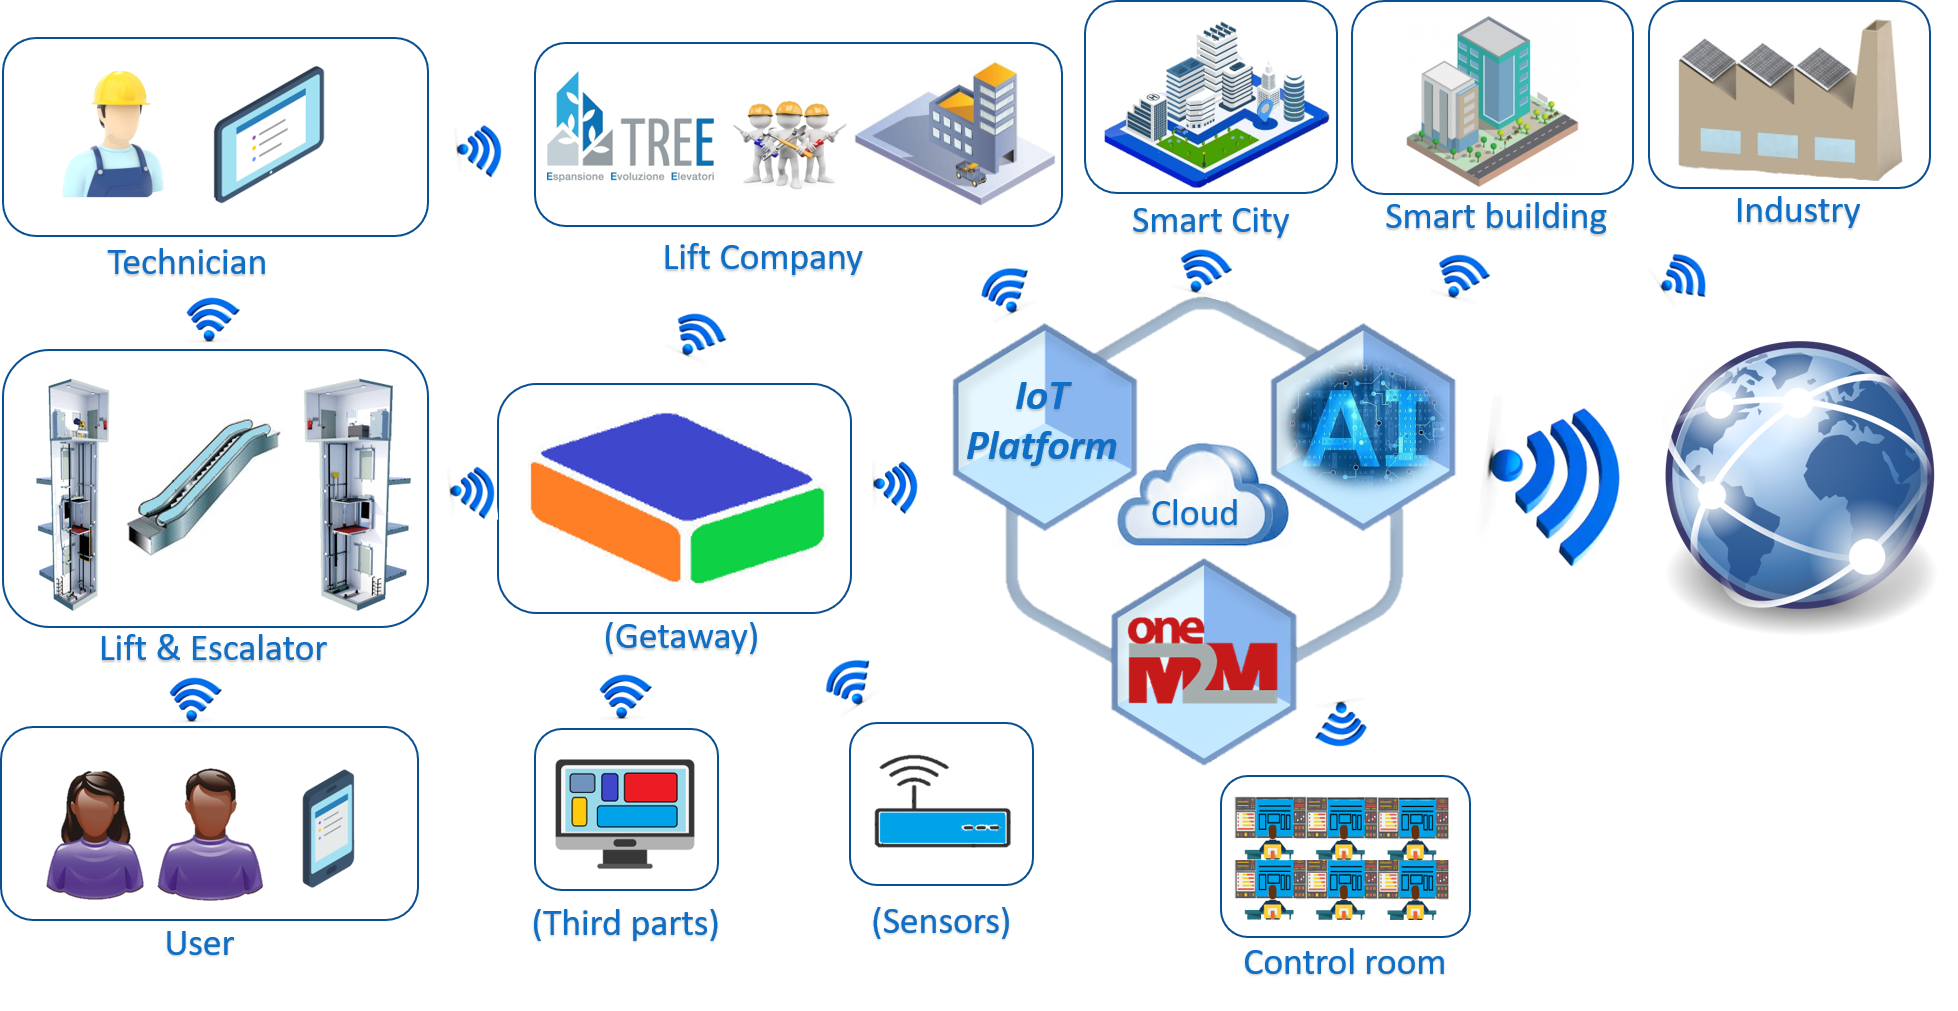 Technician
TREE
Espansione Evoluzione Elevatori
Lift Company
Smart City
Smart building
Industry
IoT
Platform
AI
Cloud
one
M2M
Lift & Escalator
(Getaway)
User
(Third parts)
(Sensors)
Control room